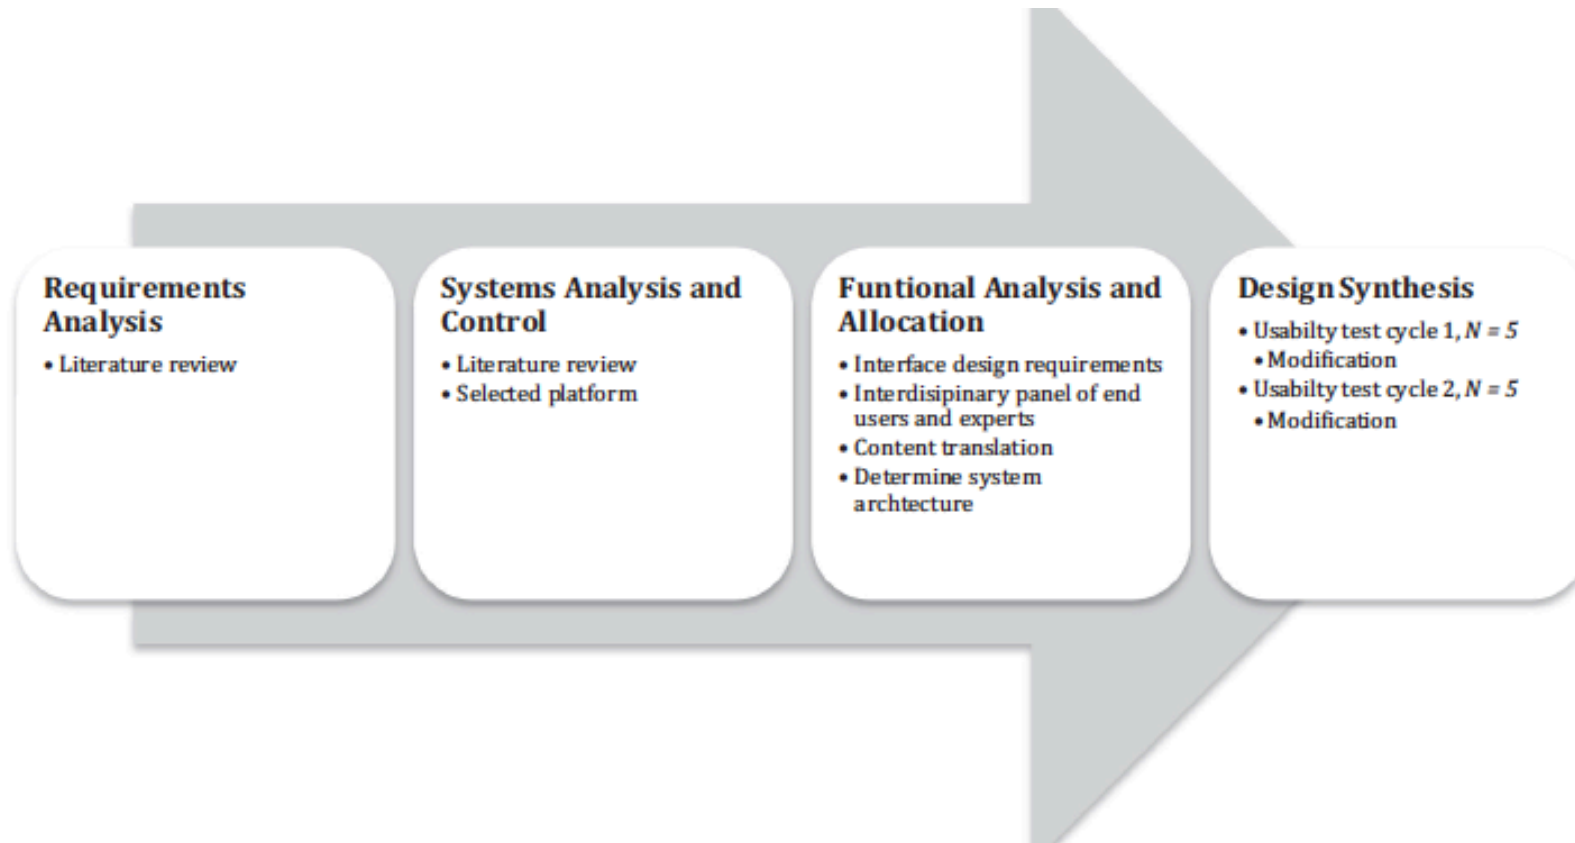 Requirements
Analysis
• Literature review
Systems Analysis and
Control
• Literature review
• Selected platform
Funtional Analysis and
Allocation
• Interface design requirements
• Interdisipinary panel of end
users and experts
• Content translation
• Determine system
archtecture
Design Synthesis
• Usabilty test cycle 1, N = 5
• Modification
• Usabilty test cycle 2, N = 5
• Modification